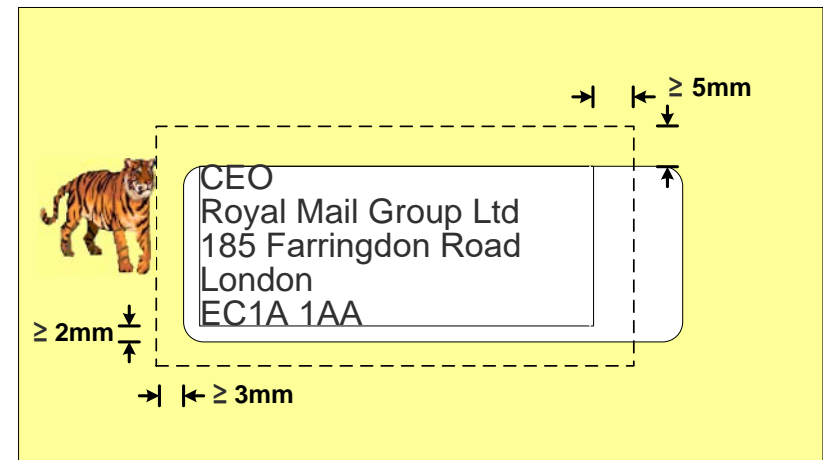 ≥ 5mm
CEO
Royal Mail Group Ltd
185 Farringdon Road
London
EC1A 1AA
≥ 2mm
≥ 3mm